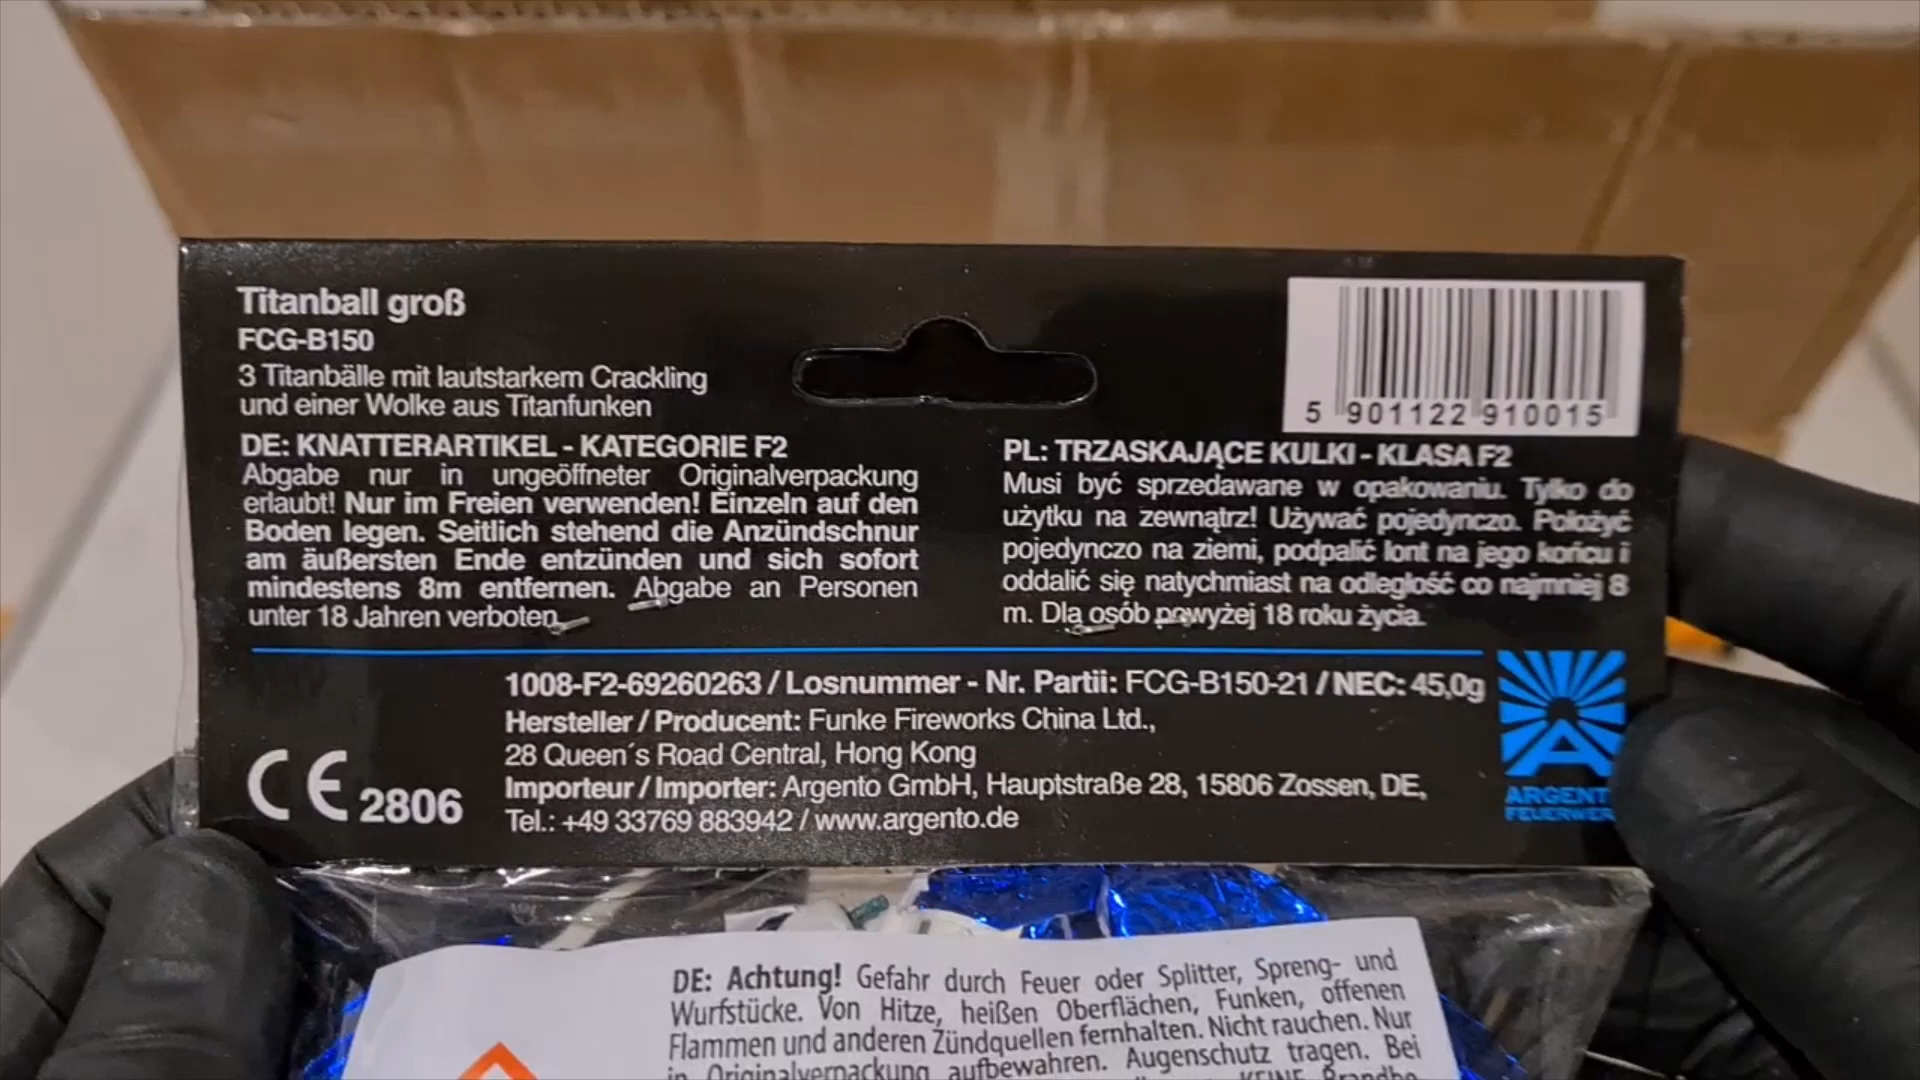 Titanball groß
FCG-B150
3 Titanbälle mit lautstarkem Crackling
und einer Wolke aus Titanfunken
DE: KNATTERARTIKEL - KATEGORIE F2
Abgabe nur in ungeöffneter Originalverpackung
erlaubt! Nur im Freien verwenden! Einzeln auf den
Boden legen. Seitlich stehend die Anzündschnur
am äußersten Ende entzünden und sich sofort
mindestens 8m entfernen. Abgabe an Personen
unter 18 Jahren verboten.
5 901122 910015
PL: TRZASKAJĄCE KULKI - KLASA F2
Musi być sprzedawane w opakowaniu. Tylko do
użytku na zewnątrz! Używać pojedynczo. Położyć
pojedynczo na ziemi, podpalić lont na jego końcu i
oddalić się natychmiast na odległość co najmniej 8
m. Dla osób powyżej 18 roku życia.
1008-F2-69260263 / Losnummer - Nr. Partii: FCG-B150-21 / NEC: 45,0g
Hersteller / Producent: Funke Fireworks China Ltd.,
28 Queen´s Road Central, Hong Kong
Importeur / Importer: Argento GmbH, Hauptstraße 28, 15806 Zossen, DE,
Tel.: +49 33769 883942 / www.argento.de
CE 2806
ARGENT
FEUERWER
DE: Achtung! Gefahr durch Feuer oder Splitter, Spreng- und
Wurfstücke. Von Hitze, heißen Oberflächen, Funken, offenen
Flammen und anderen Zündquellen fernhalten. Nicht rauchen. Nur
in Originalverpackung aufbewahren. Augenschutz tragen. Bei
KEINE